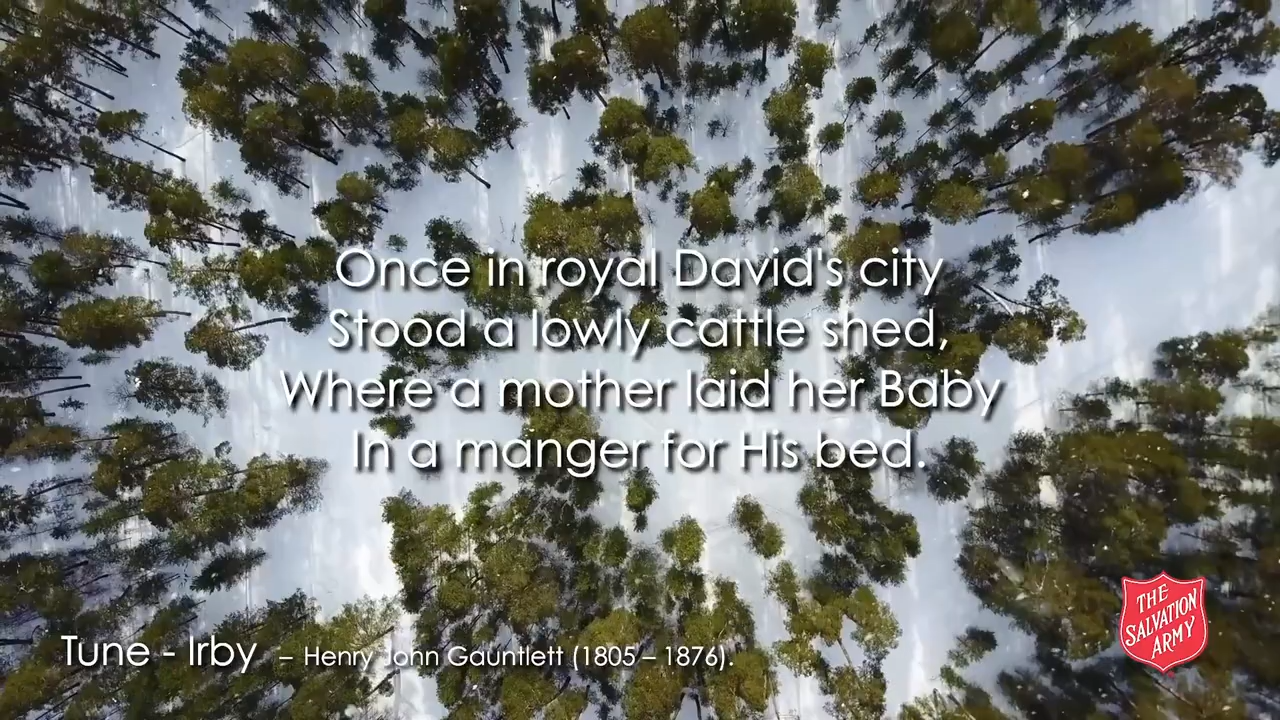 Once in royal David's city
Stood a lowly cattle shed,
Where a mother laid her Baby
In a manger for His bed.
Tune - Irby – Henry John Gauntlett (1805 – 1876).
THE
SALVATION
ARMY